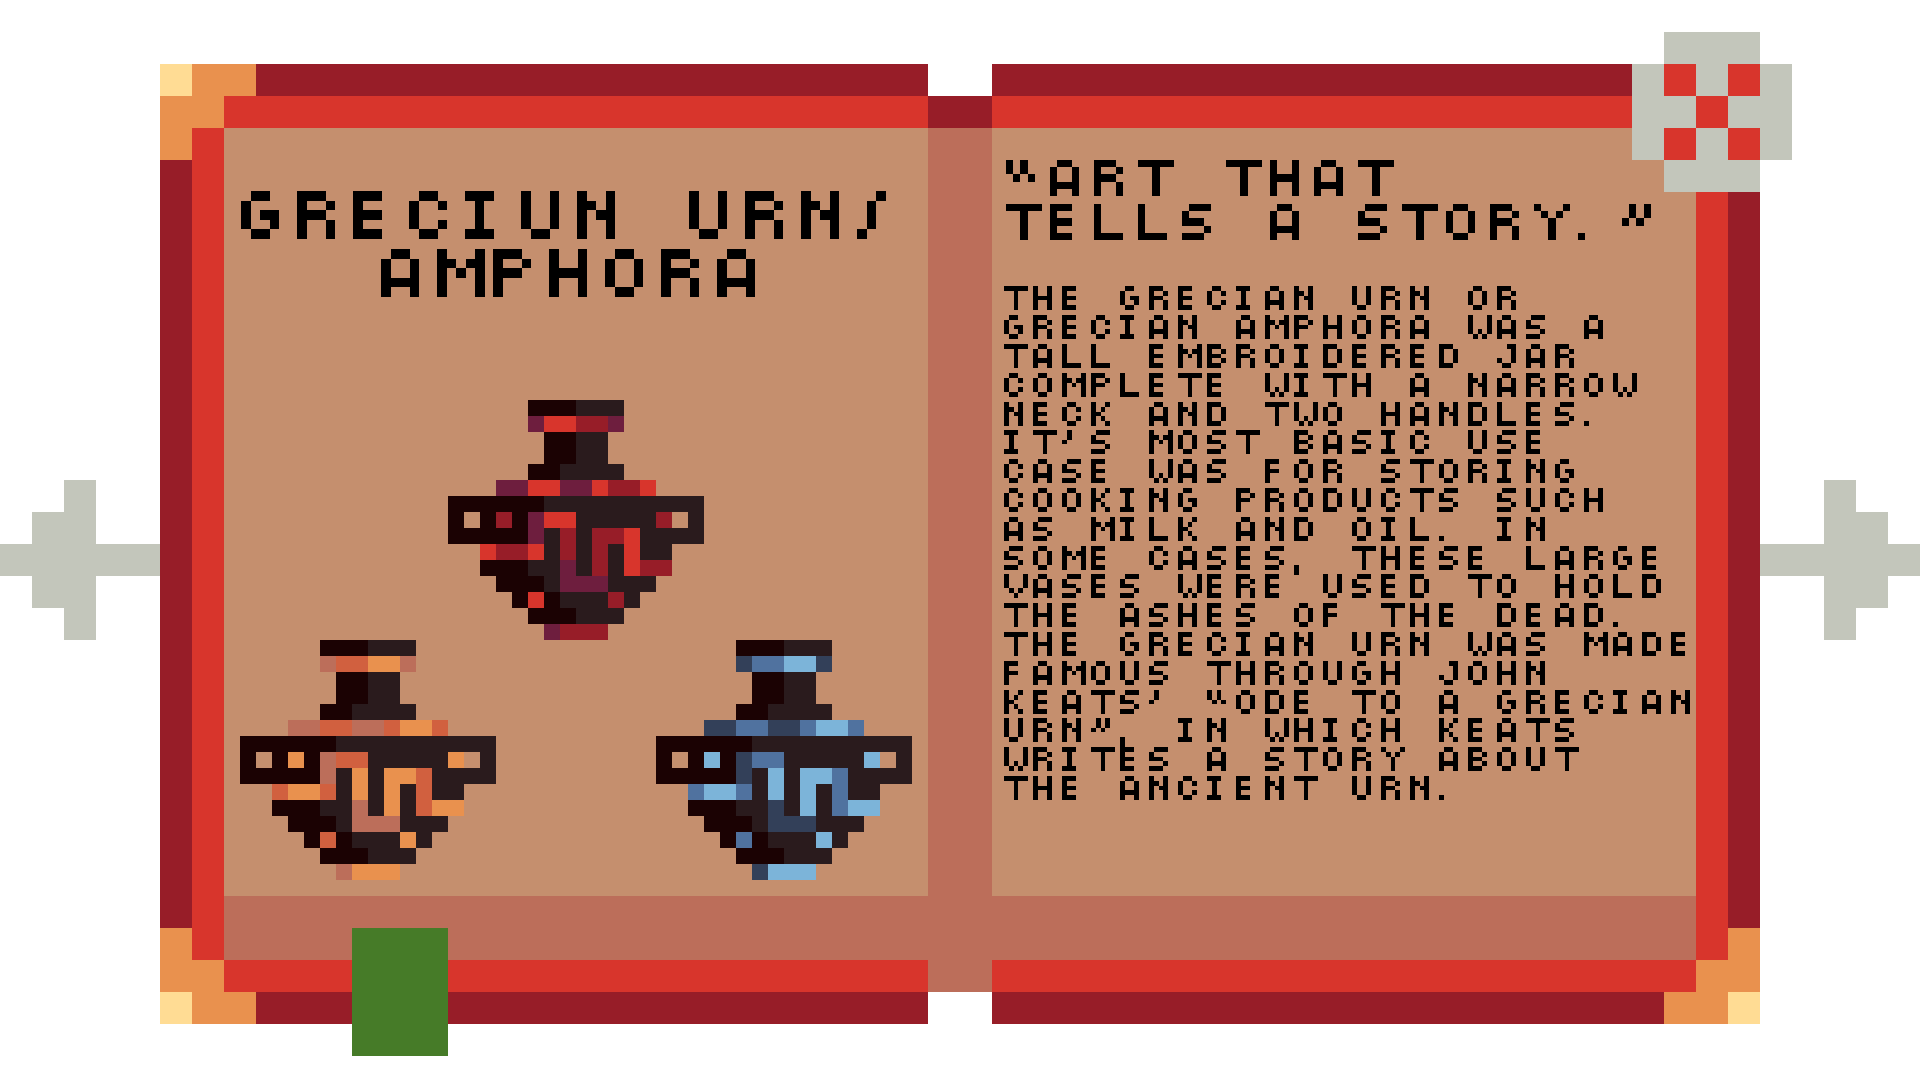 GRECIUN URN/
AMPHORA
"ART THAT
TELLS A STORY."
THE GRECIAN URN OR
GRECIAN AMPHORA WAS A
TALL EMBROIDERED JAR
COMPLETE WITH A NARROW
NECK AND TWO HANDLES.
IT'S MOST BASIC USE
CASE WAS FOR STORING
COOKING PRODUCTS SUCH
AS MILK AND OIL. IN
SOME CASES, THESE LARGE
VASES WERE USED TO HOLD
THE ASHES OF THE DEAD.
THE GRECIAN URN WAS MADE
FAMOUS THROUGH JOHN
KEATS' "ODE TO A GRECIAN
URN", IN WHICH KEATS
WRITES A STORY ABOUT
THE ANCIENT URN.